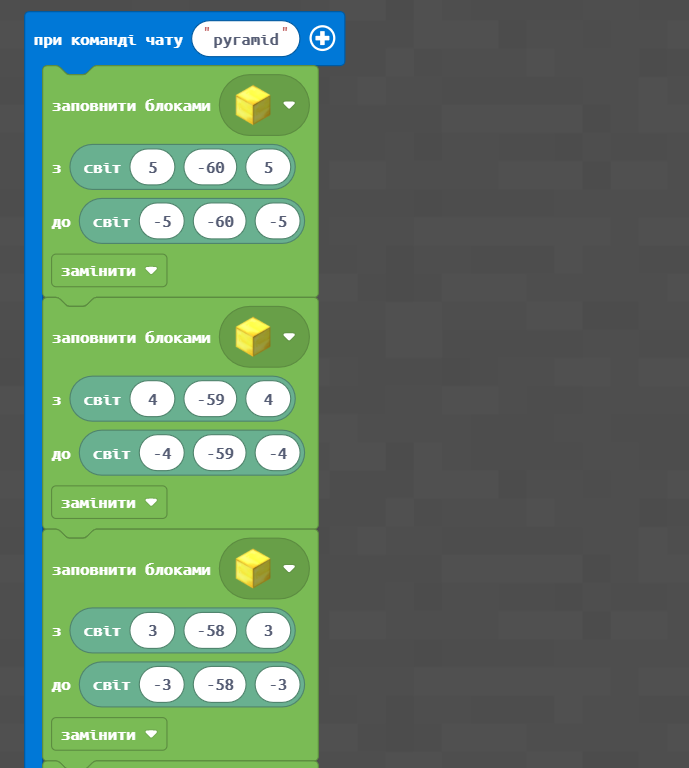 при команді чату "pyramid"
заповнити блоками
з світ 5 -60 5
до світ -5 -60 -5
замінити
заповнити блоками
з світ 4 -59 4
до світ -4 -59 -4
замінити
заповнити блоками
з світ 3 -58 3
до світ -3 -58 -3
замінити